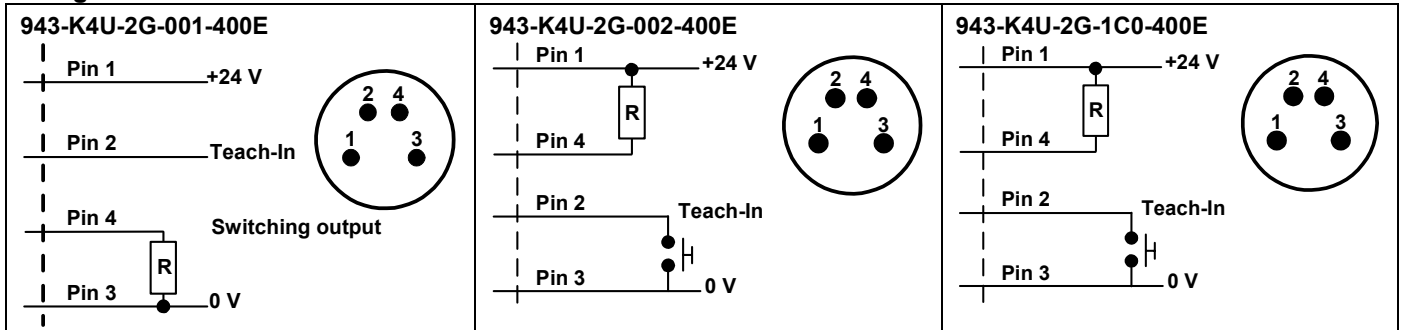 943-K4U-2G-001-400E
Pin 1
+24 V
2 4
1 3
Pin 2
Teach-In
Pin 4
Switching output
R
Pin 3
0 V
943-K4U-2G-002-400E
Pin 1
+24 V
R
2 4
1 3
Pin 4
Pin 2
Teach-In
Pin 3
0 V
943-K4U-2G-1C0-400E
Pin 1
+24 V
R
2 4
1 3
Pin 4
Pin 2
Teach-In
Pin 3
0 V